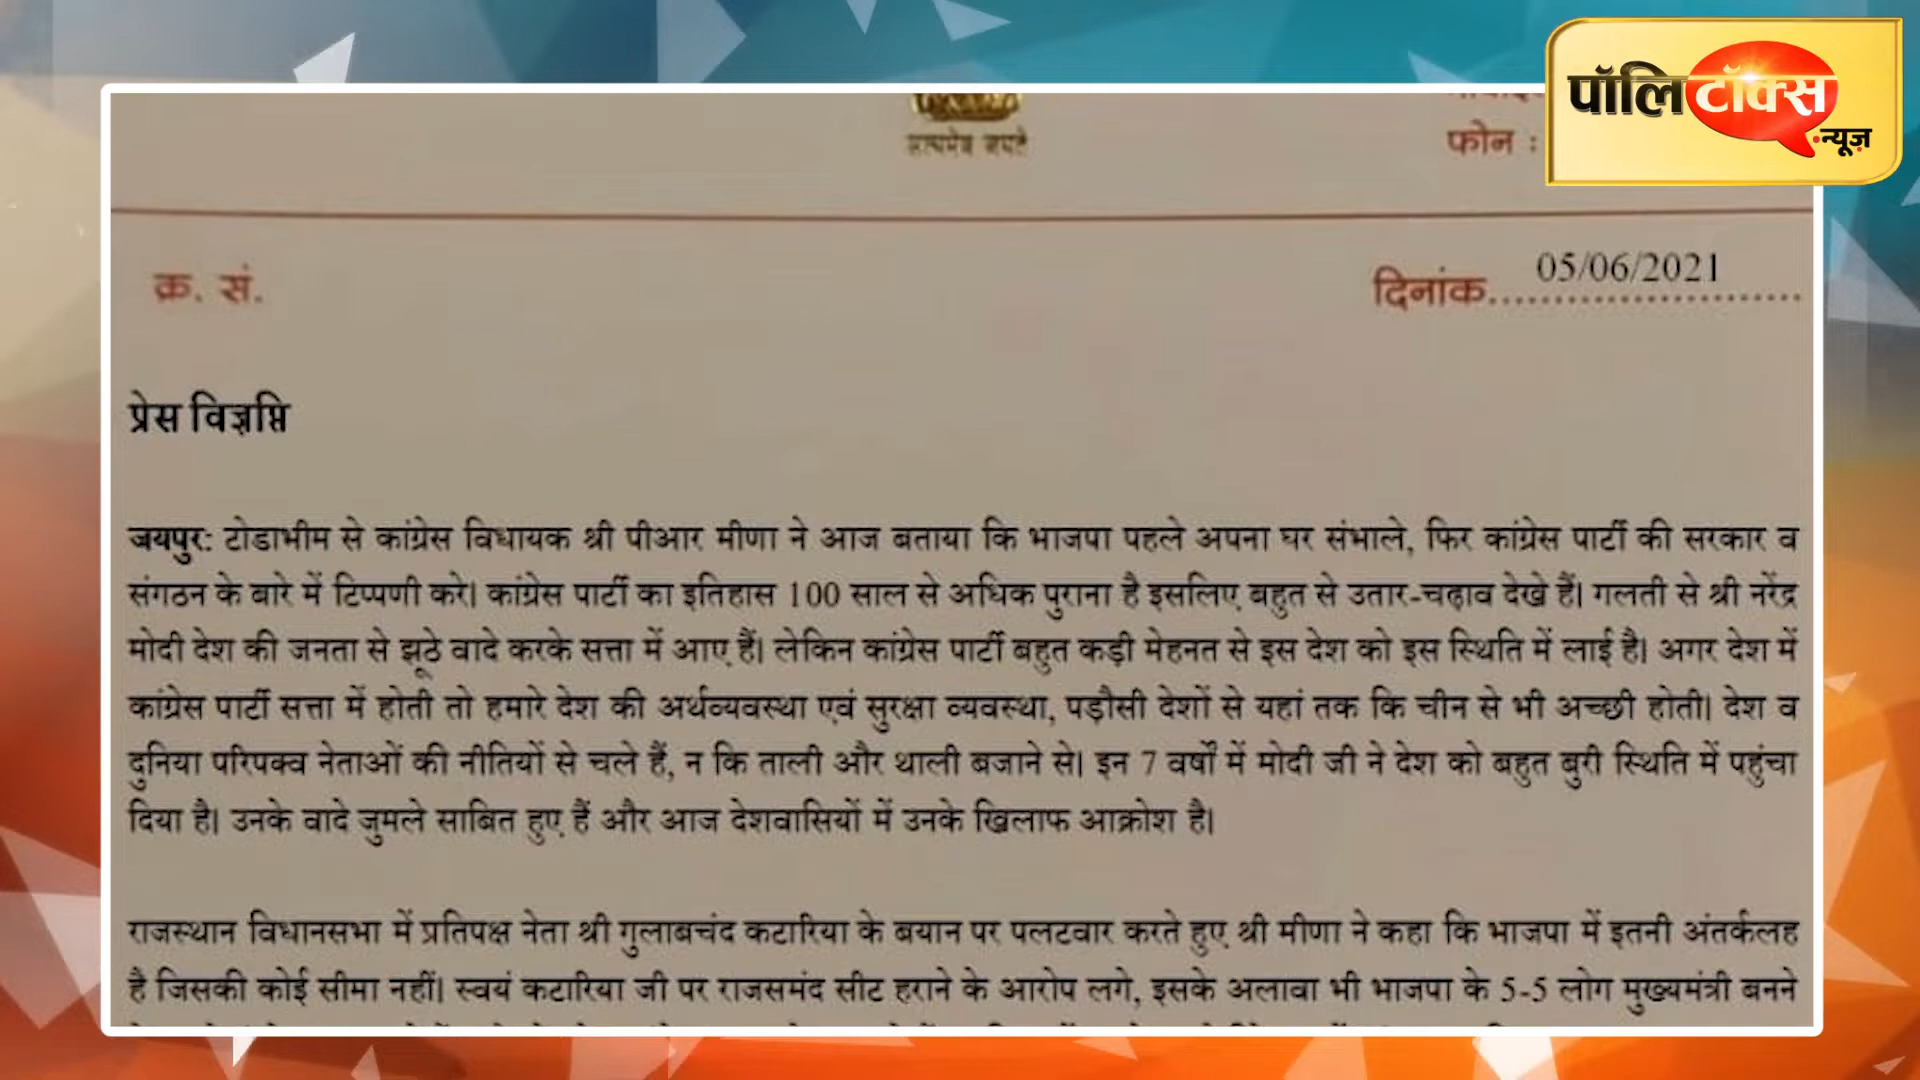 पॉलिटॉक्स
.न्यूज़
सत्यमेव जयते
फोन :
क्र. सं.
दिनांक
05/06/2021
प्रेस विज्ञप्ति
जयपुर: टोडाभीम से कांग्रेस विधायक श्री पीआर मीणा ने आज बताया कि भाजपा पहले अपना घर संभाले, फिर कांग्रेस पार्टी की सरकार व
संगठन के बारे में टिप्पणी करे। कांग्रेस पार्टी का इतिहास 100 साल से अधिक पुराना है इसलिए बहुत से उतार-चढ़ाव देखे हैं। गलती से श्री नरेंद्र
मोदी देश की जनता से झूठे वादे करके सत्ता में आए हैं। लेकिन कांग्रेस पार्टी बहुत कड़ी मेहनत से इस देश को इस स्थिति में लाई है। अगर देश में
कांग्रेस पार्टी सत्ता में होती तो हमारे देश की अर्थव्यवस्था एवं सुरक्षा व्यवस्था, पड़ौसी देशों से यहां तक कि चीन से भी अच्छी होती। देश व
दुनिया परिपक्व नेताओं की नीतियों से चले हैं, न कि ताली और थाली बजाने से। इन 7 वर्षों में मोदी जी ने देश को बहुत बुरी स्थिति में पहुंचा
दिया है। उनके वादे जुमले साबित हुए हैं और आज देशवासियों में उनके खिलाफ आक्रोश है।
राजस्थान विधानसभा में प्रतिपक्ष नेता श्री गुलाबचंद कटारिया के बयान पर पलटवार करते हुए श्री मीणा ने कहा कि भाजपा में इतनी अंतर्कलह
है जिसकी कोई सीमा नहीं। स्वयं कटारिया जी पर राजसमंद सीट हराने के आरोप लगे, इसके अलावा भी भाजपा के 5-5 लोग मुख्यमंत्री बनने